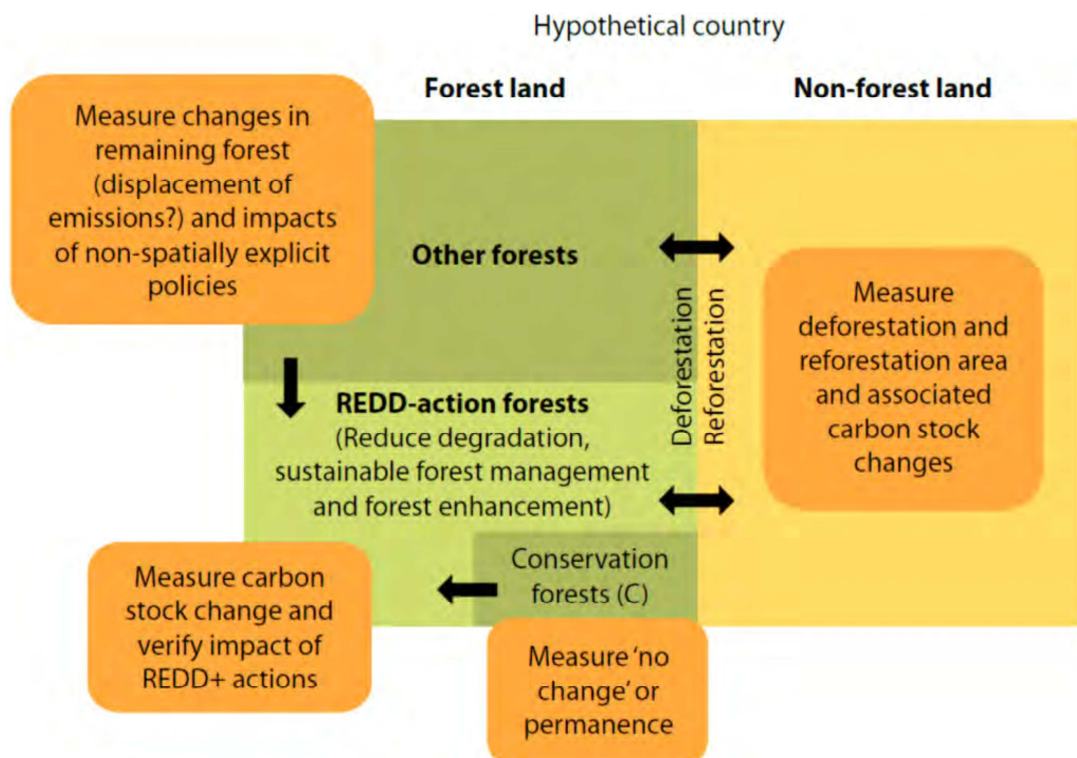 Hypothetical country
Forest land
Non-forest land
Measure changes in
remaining forest
(displacement of
emissions?) and impacts
of non-spatially explicit
policies
Other forests
Deforestation
Reforestation
Measure
deforestation and
reforestation area
and associated
carbon stock
changes
REDD-action forests
(Reduce degradation,
sustainable forest management
and forest enhancement)
Conservation
forests (C)
Measure carbon
stock change and
verify impact of
REDD+ actions
Measure ‘no
change’ or
permanence